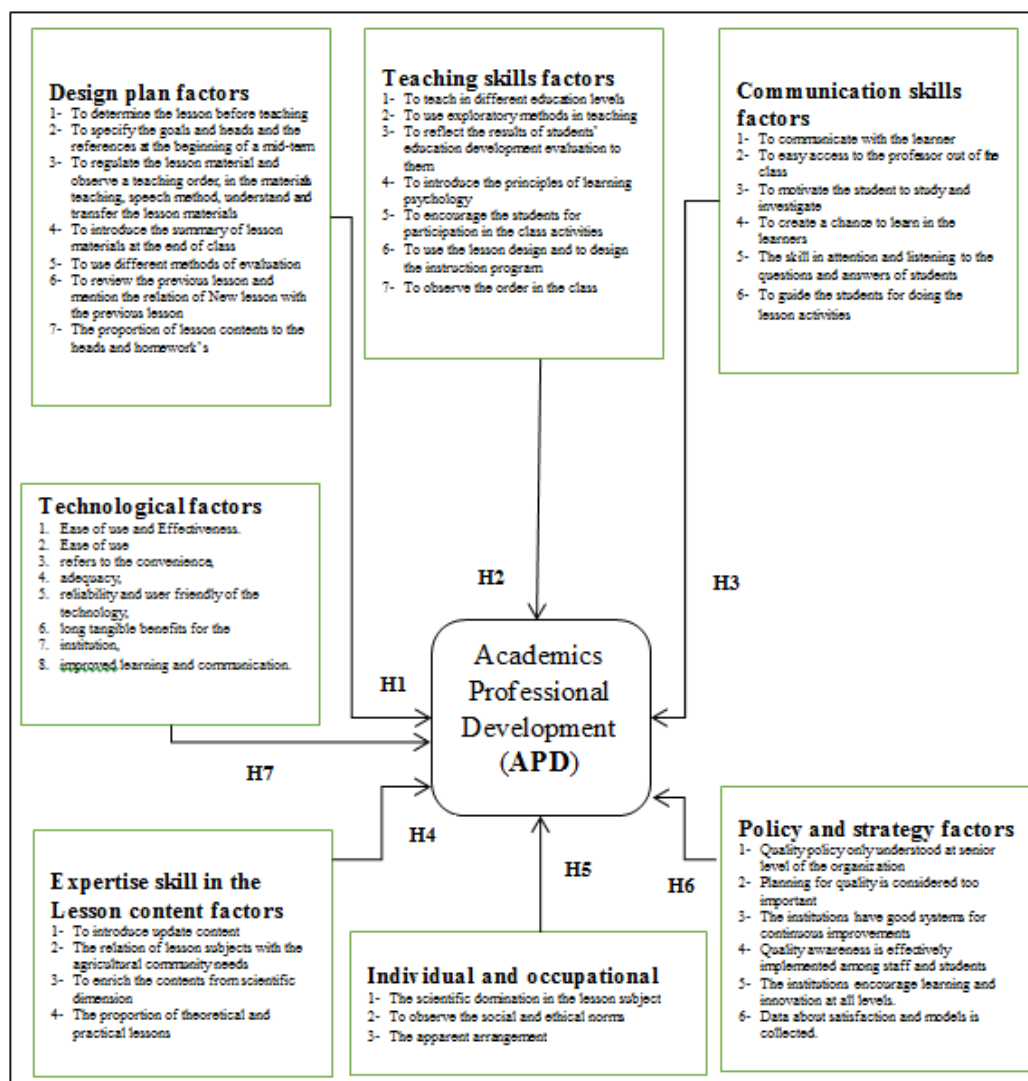 Design plan factors
1- To determine the lesson before teaching
2- To specify the goals and heads and the
references at the beginning of a mid-term
3- To regulate the lesson material and
observe a teaching order, in the materials
teaching, speech method, understand and
transfer the lesson materials
4- To introduce the summary of lesson
materials at the end of class
5- To use different methods of evaluation
6- To review the previous lesson and
mention the relation of New lesson with
the previous lesson
7- The proportion of lesson contents to the
heads and homework's
Teaching skills factors
1- To teach in different education levels
2- To use exploratory methods in teaching
3- To reflect the results of students'
education development evaluation to
them
4- To introduce the principles of learning
psychology
5- To encourage the students for
participation in the class activities
6- To use the lesson design and to design
the instruction program
7- To observe the order in the class
Communication skills
factors
1- To communicate with the learner
2- To easy access to the professor out of the
class
3- To motivate the student to study and
investigate
4- To create a chance to learn in the
learners
5- The skill in attention and listening to the
questions and answers of students
6- To guide the students for doing the
lesson activities
Technological factors
1. Ease of use and Effectiveness.
2. Ease of use
3. refers to the convenience,
4. adequacy,
5. reliability and user friendly of the
technology,
6. long tangible benefits for the
7. institution,
8. improved learning and communication.
H2
H3
H1
Academics
Professional
Development
(APD)
H7
H4
H5
H6
Expertise skill in the
Lesson content factors
1- To introduce update content
2- The relation of lesson subjects with the
agricultural community needs
3- To enrich the contents from scientific
dimension
4- The proportion of theoretical and
practical lessons
Individual and occupational
1- The scientific domination in the lesson subject
2- To observe the social and ethical norms
3- The apparent arrangement
Policy and strategy factors
1- Quality policy only understood at senior
level of the organization
2- Planning for quality is considered too
important
3- The institutions have good systems for
continuous improvements
4- Quality awareness is effectively
implemented among staff and students
5- The institutions encourage learning and
innovation at all levels.
6- Data about satisfaction and models is
collected.